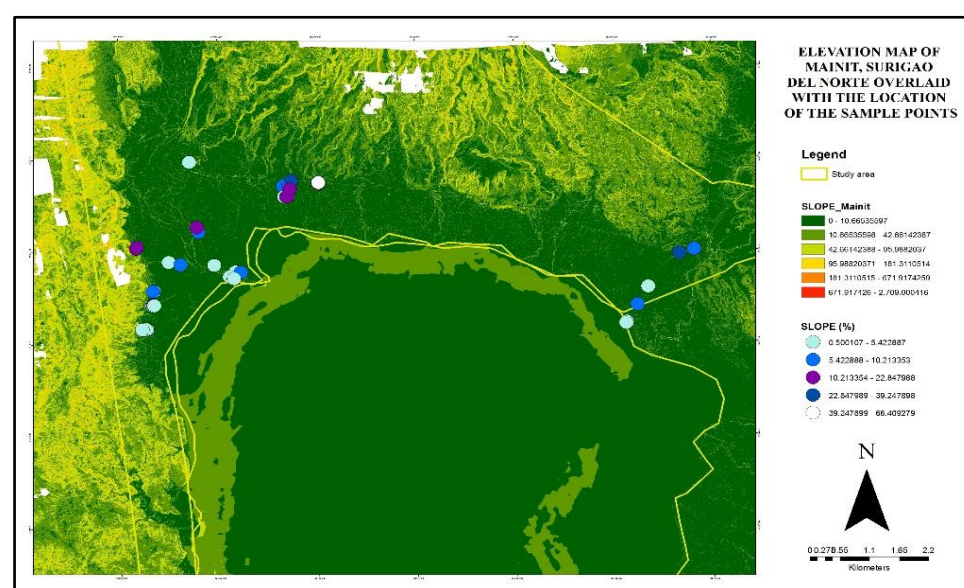 ELEVATION MAP OF
MAINIT, SURIGAO
DEL NORTE OVERLAID
WITH THE LOCATION
OF THE SAMPLE POINTS
Legend
Study area
SLOPE_Mainit
0 - 10.66535597
10.66535598 - 42.66142387
42.66142388 - 95.9882037
95.98820371 - 181.3110514
181.3110515 - 671.9174259
671.917426 - 2,709.000416
SLOPE (%)
0.500107 - 5.422887
5.422888 - 10.213353
10.213354 - 22.847988
22.847989 - 39.247898
39.247899 - 66.409279
N
0 0.275 0.55 1.1 1.65 2.2
Kilometers